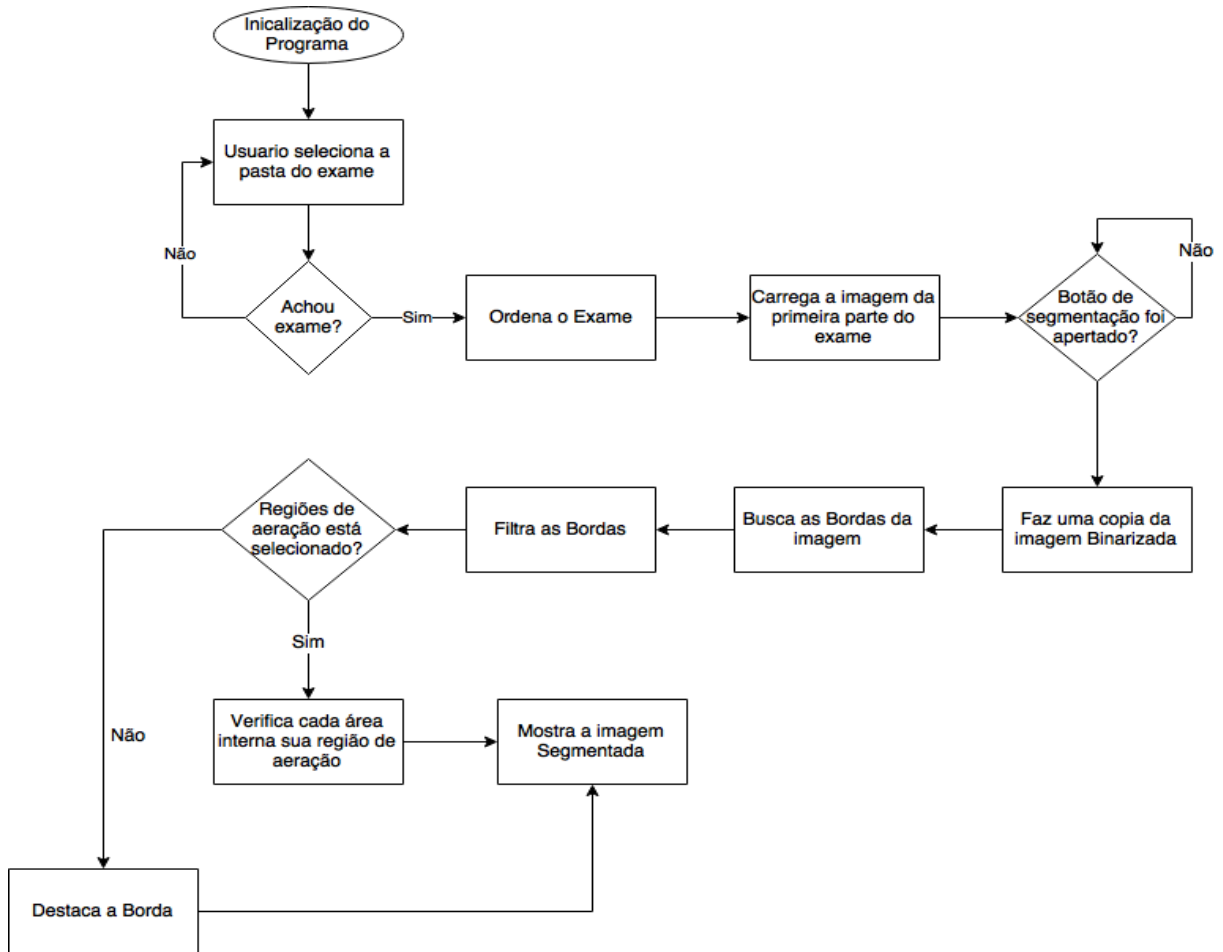 Inicalização do
Programa
Usuario seleciona a
pasta do exame
Não
Achou
exame?
Sim
Ordena o Exame
Carrega a imagem da
primeira parte do
exame
Não
Botão de
segmentação foi
apertado?
Regiões de
aeração está
selecionado?
Filtra as Bordas
Busca as Bordas da
imagem
Faz uma copia da
imagem Binarizada
Sim
Não
Verifica cada área
interna sua região de
aeração
Mostra a imagem
Segmentada
Destaca a Borda